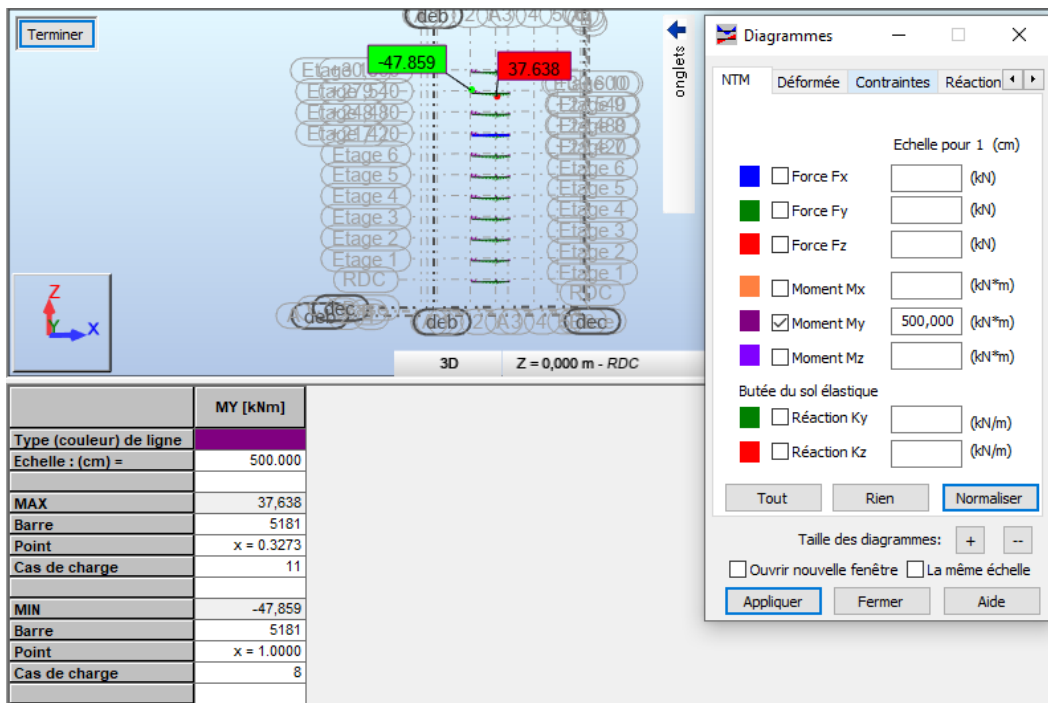 Terminer
-47.859
37.638
Etage 6
Etage 5
Etage 4
Etage 3
Etage 2
Etage 1
RDC
Etage 6
Etage 5
Etage 4
Etage 3
Etage 2
Etage 1
RDC
deb
deb
dec
deb
dec
Z
Y
X
3D
Z = 0,000 m - RDC
onglets
Diagrammes
NTM Déformée Contraintes Réaction
Echelle pour 1 (cm)
Force Fx (kN)
Force Fy (kN)
Force Fz (kN)
Moment Mx (kN*m)
Moment My 500,000 (kN*m)
Moment Mz (kN*m)
Butée du sol élastique
Réaction Ky (kN/m)
Réaction Kz (kN/m)
Tout Rien Normaliser
Taille des diagrammes: + --
Ouvrir nouvelle fenêtre La même échelle
Appliquer Fermer Aide
MY [kNm]
Type (couleur) de ligne
Echelle : (cm) = 500.000
MAX 37,638
Barre 5181
Point x = 0.3273
Cas de charge 11
MIN -47,859
Barre 5181
Point x = 1.0000
Cas de charge 8